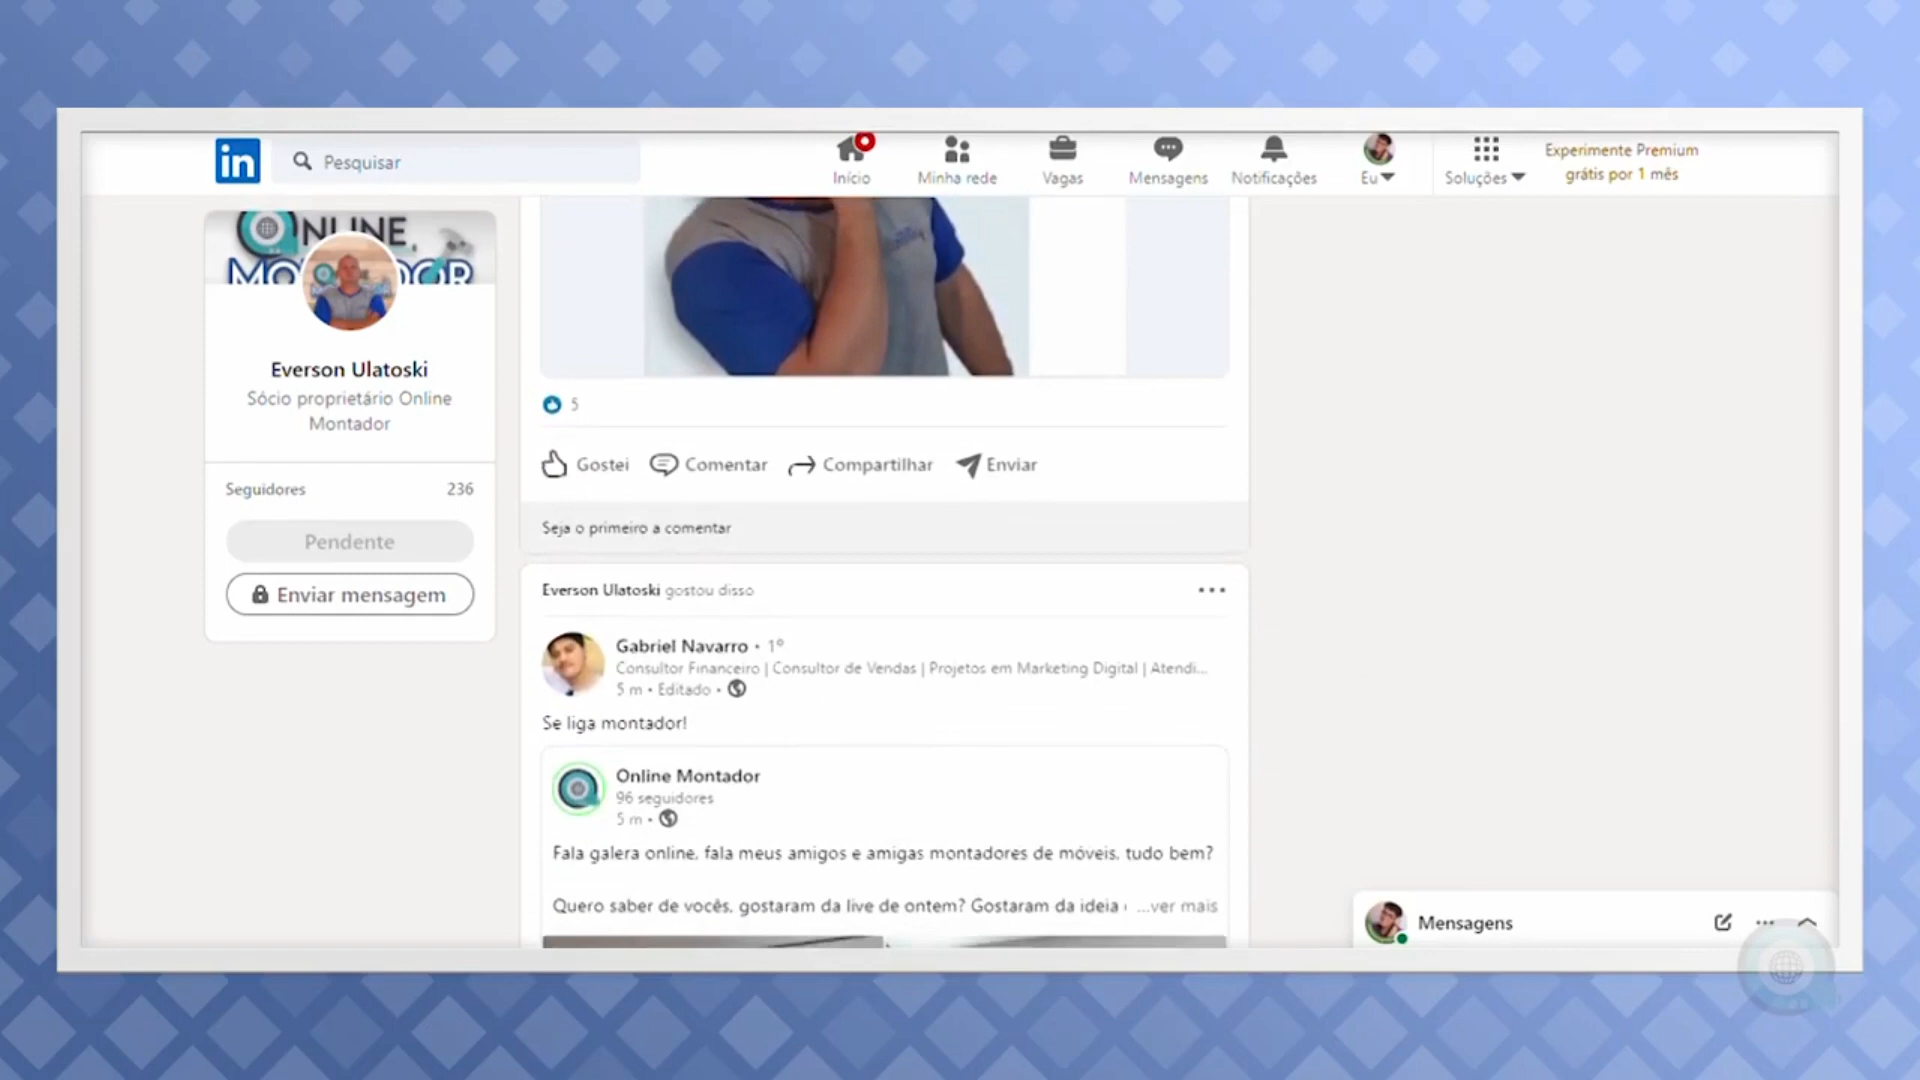 in
Pesquisar
Início
Minha rede
Vagas
Mensagens
Notificações
Eu
Soluções
Experimente Premium
grátis por 1 mês
ONLINE
Everson Ulatoski
Sócio proprietário Online
Montador
Seguidores 236
Pendente
Enviar mensagem
5
Gostei Comentar Compartilhar Enviar
Seja o primeiro a comentar
Everson Ulatoski gostou disso
Gabriel Navarro • 1º
Consultor Financeiro | Consultor de Vendas | Projetos em Marketing Digital | Atendi...
5 m • Editado •
Se liga montador!
Online Montador
96 seguidores
5 m •
Fala galera online, fala meus amigos e amigas montadores de móveis, tudo bem?
Quero saber de vocês, gostaram da live de ontem? Gostaram da ideia ...ver mais
Mensagens